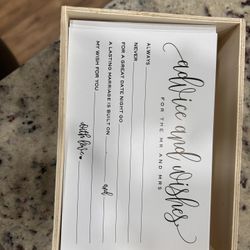 advice and wishes
FOR THE MR AND MRS
ALWAYS
NEVER
FOR A GREAT DATE NIGHT GO
A LASTING MARRIAGE IS BUILT ON and
MY WISH FOR YOU
with love